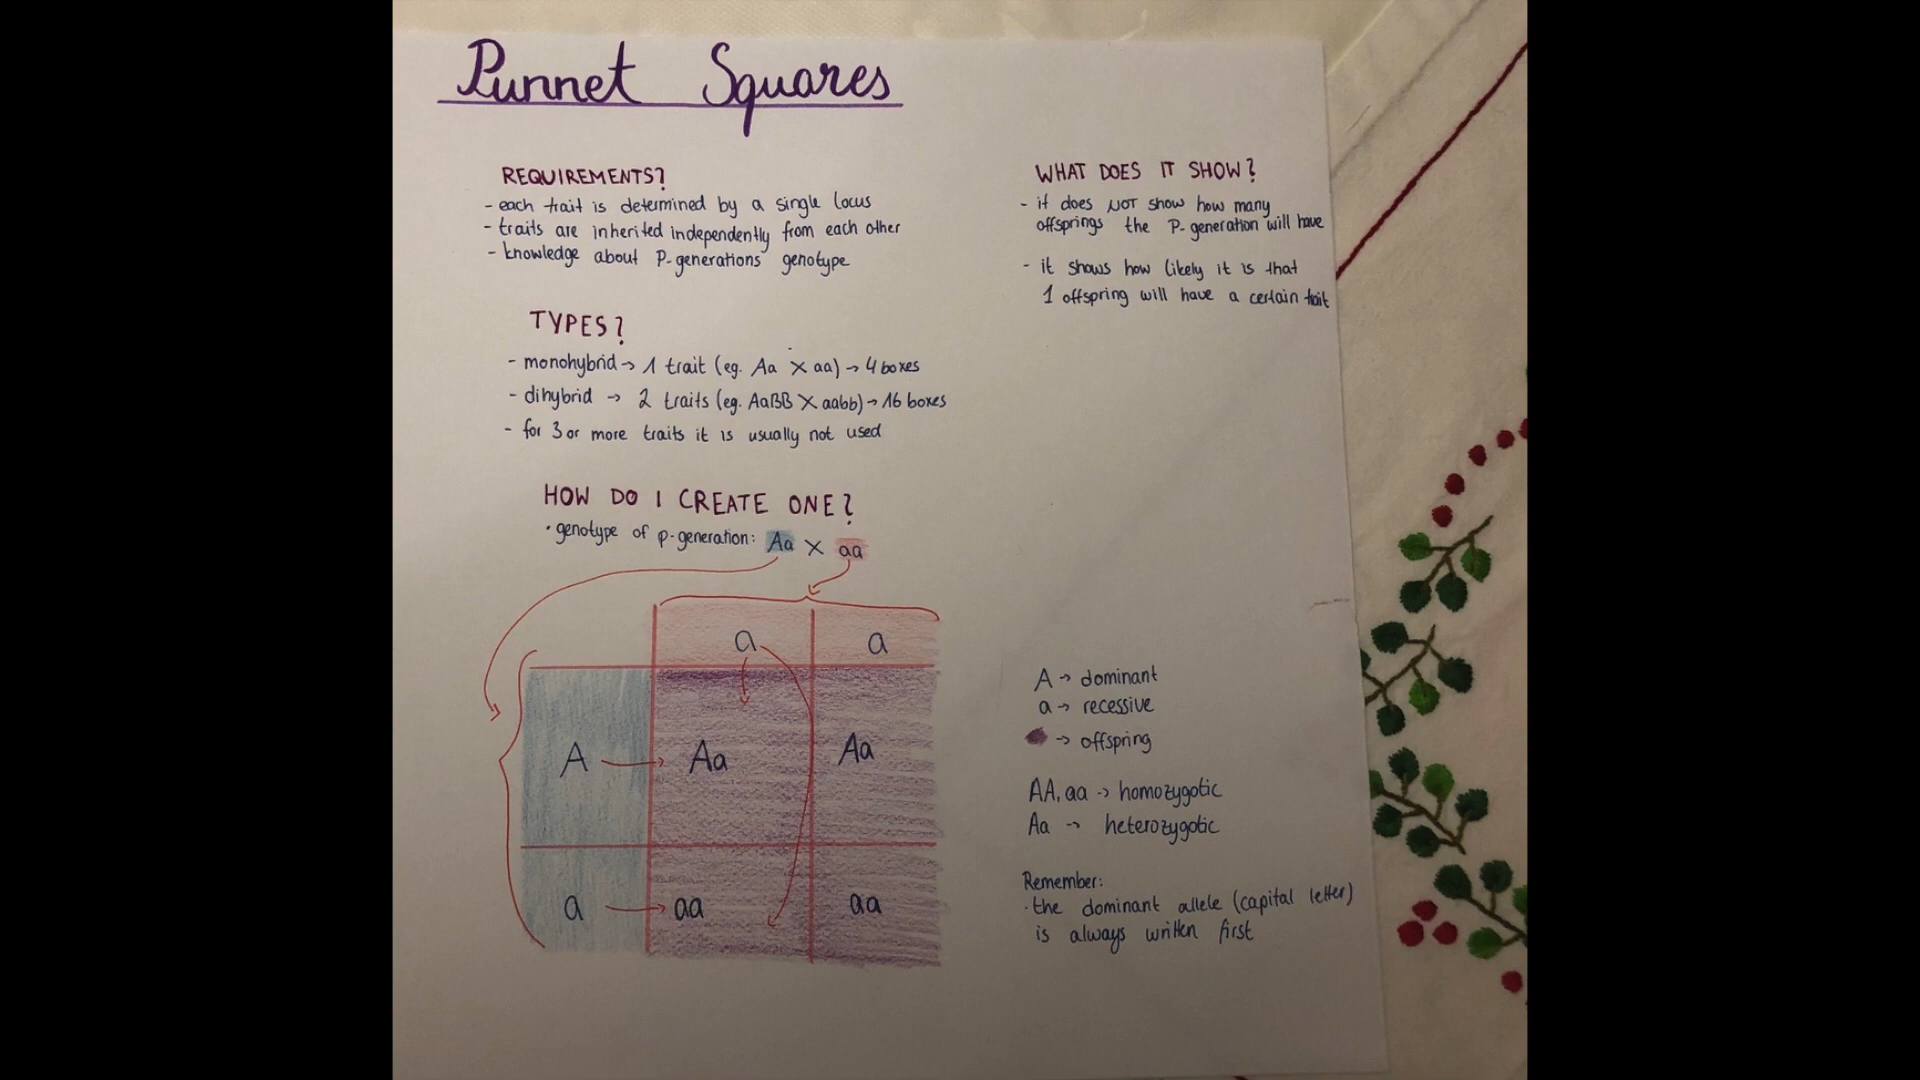 Punnet Squares
REQUIREMENTS?
- each trait is determined by a single locus
- traits are inherited independently from each other
- knowledge about P-generations' genotype
WHAT DOES IT SHOW?
- it does NOT show how many
offsprings the P-generation will have
- it shows how likely it is that
1 offspring will have a certain trait
TYPES?
- monohybrid → 1 trait (eg. Aa X aa) → 4 boxes
- dihybrid → 2 traits (eg. AaBB X aabb) → 16 boxes
- for 3 or more traits it is usually not used
HOW DO I CREATE ONE?
• genotype of p-generation: Aa X aa
a a
A → Aa Aa
a → aa aa
A → dominant
a → recessive
→ offspring
AA, aa → homozygotic
Aa → heterozygotic
Remember:
• the dominant allele (capital letter)
is always written first